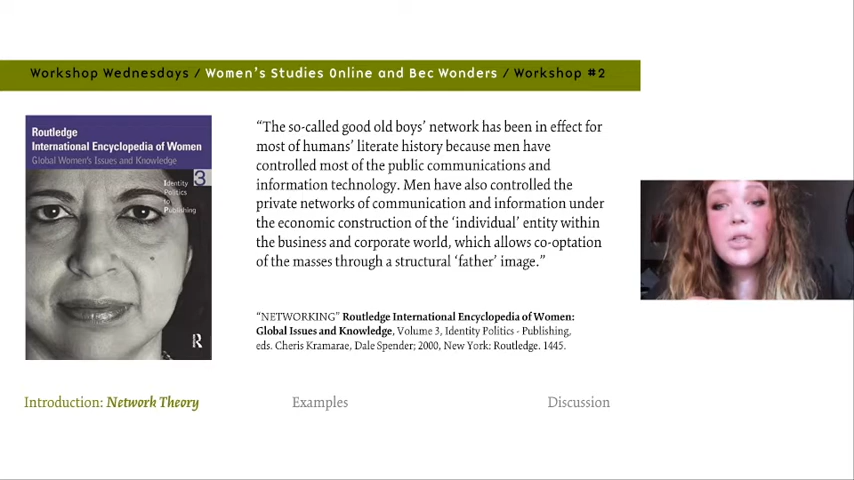 Workshop Wednesdays / Women's Studies Online and Bec Wonders / Workshop #2
Routledge
International Encyclopedia of Women
Global Women's Issues and Knowledge
3
Identity
Politics
to
Publishing
R
"The so-called good old boys' network has been in effect for
most of humans' literate history because men have
controlled most of the public communications and
information technology. Men have also controlled the
private networks of communication and information under
the economic construction of the 'individual' entity within
the business and corporate world, which allows co-optation
of the masses through a structural 'father' image."
"NETWORKING" Routledge International Encyclopedia of Women:
Global Issues and Knowledge, Volume 3, Identity Politics - Publishing,
eds. Cheris Kramarae, Dale Spender; 2000, New York: Routledge. 1445.
Introduction: Network Theory
Examples
Discussion